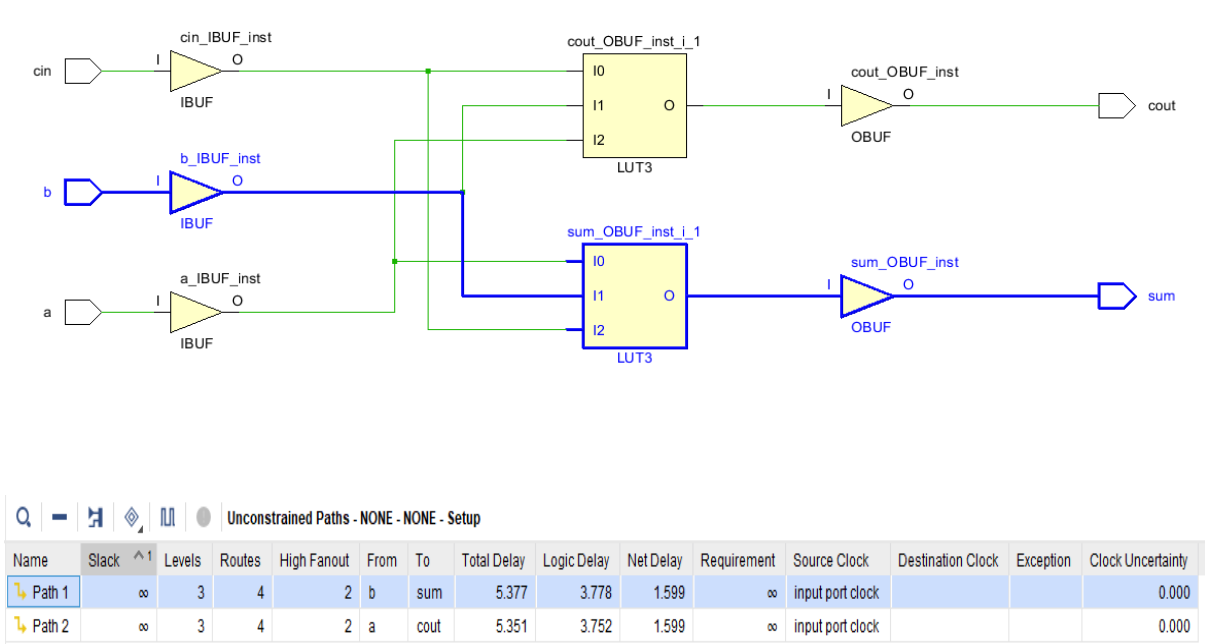 cin_IBUF_inst
cin
I
O
IBUF
cout_OBUF_inst_i_1
I0
I1
O
I2
LUT3
cout_OBUF_inst
I
O
OBUF
cout
b_IBUF_inst
b
I
O
IBUF
sum_OBUF_inst_i_1
I0
I1
O
I2
LUT3
sum_OBUF_inst
I
O
OBUF
sum
a_IBUF_inst
a
I
O
IBUF
Unconstrained Paths - NONE - NONE - Setup
Name Slack 1 Levels Routes High Fanout From To Total Delay Logic Delay Net Delay Requirement Source Clock Destination Clock Exception Clock Uncertainty
Path 1 ∞ 3 4 2 b sum 5.377 3.778 1.599 ∞ input port clock 0.000
Path 2 ∞ 3 4 2 a cout 5.351 3.752 1.599 ∞ input port clock 0.000